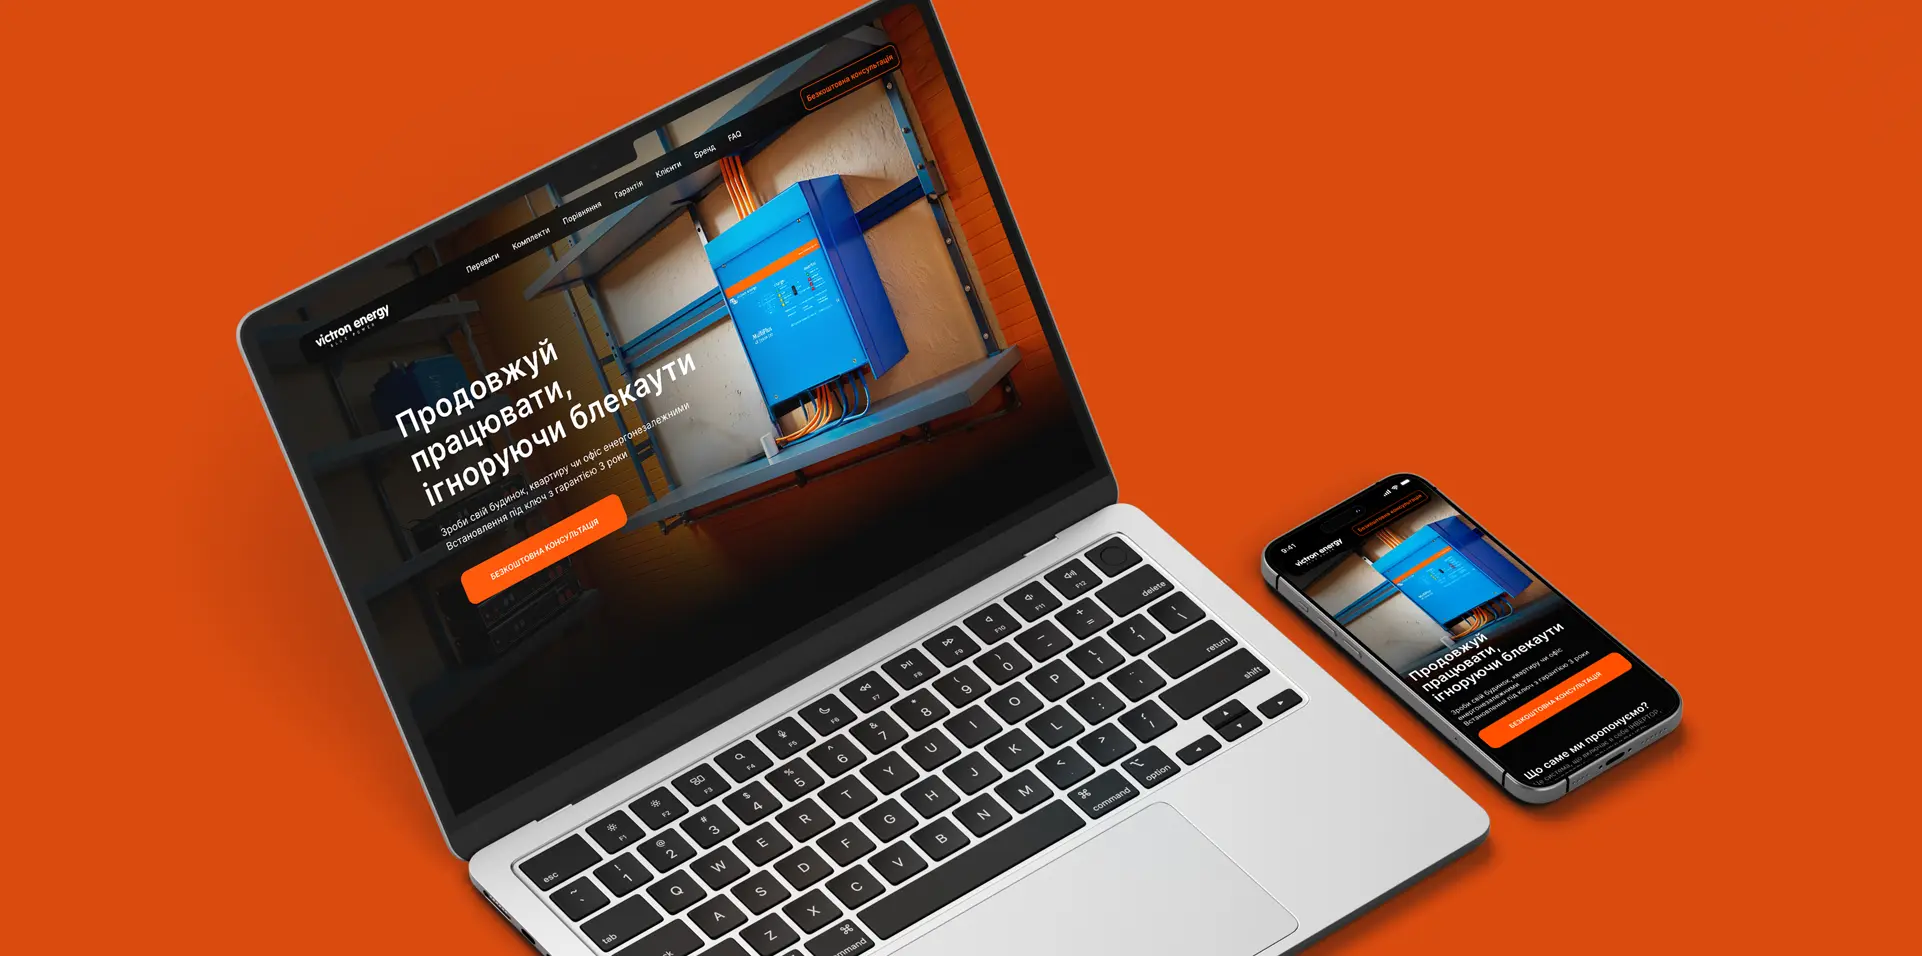 victron energy
BLUE POWER
Переваги
Комплекти
Порівняння
Гарантія
Клієнти
Бренд
FAQ
Безкоштовна консультація
Продовжуй
працювати,
ігноруючи блекаути
Зроби свій будинок, квартиру чи офіс енергонезалежними
Встановлення під ключ з гарантією 3 роки
БЕЗКОШТОВНА КОНСУЛЬТАЦІЯ
9:41
victron energy
Безкоштовна консультація
Продовжуй
працювати,
ігноруючи блекаути
Зроби свій будинок, квартиру чи офіс
енергонезалежними
Встановлення під ключ з гарантією 3 роки
БЕЗКОШТОВНА КОНСУЛЬТАЦІЯ
Що саме ми пропонуємо?
esc F1 F2 F3 F4 F5 F6 F7 F8 F9 F10 F11 F12
~ ! 1 @ 2 # 3 $ 4 % 5 ^ 6 & 7 * 8 ( 9 ) 0 _ - + = delete
tab Q W E R T Y U I O P { [ } ] | \
A S D F G H J K L : ; " ' return
Z X C V B N M < , > . ? / shift
command command option